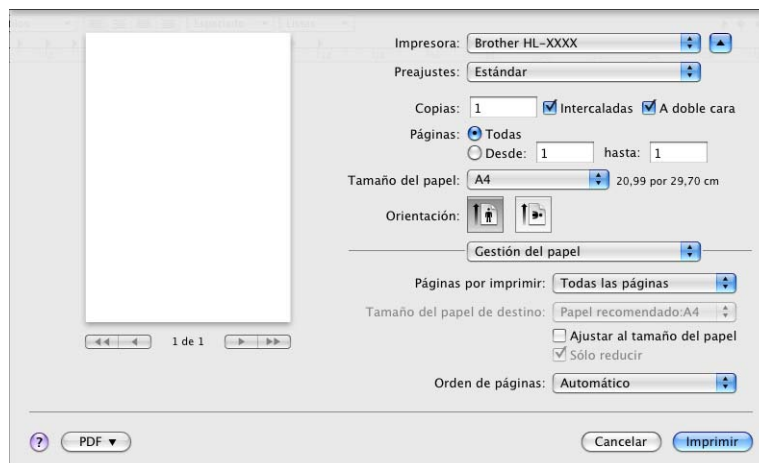 Impresora: Brother HL-XXXX
Preajustes: Estándar
Copias: 1 Intercaladas A doble cara
Páginas: Todas
Desde: 1 hasta: 1
Tamaño del papel: A4 20,99 por 29,70 cm
Orientación:
Gestión del papel
Páginas por imprimir: Todas las páginas
Tamaño del papel de destino: Papel recomendado:A4
Ajustar al tamaño del papel
1 de 1
Sólo reducir
Orden de páginas: Automático
? PDF Cancelar Imprimir